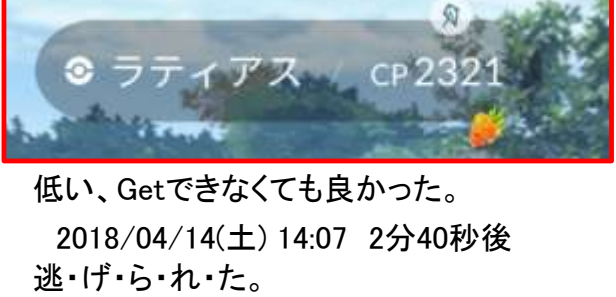 ラティアス / CP2321
低い、Getできなくても良かった。
2018/04/14(土) 14:07 2分40秒後
逃・げ・ら・れ・た。